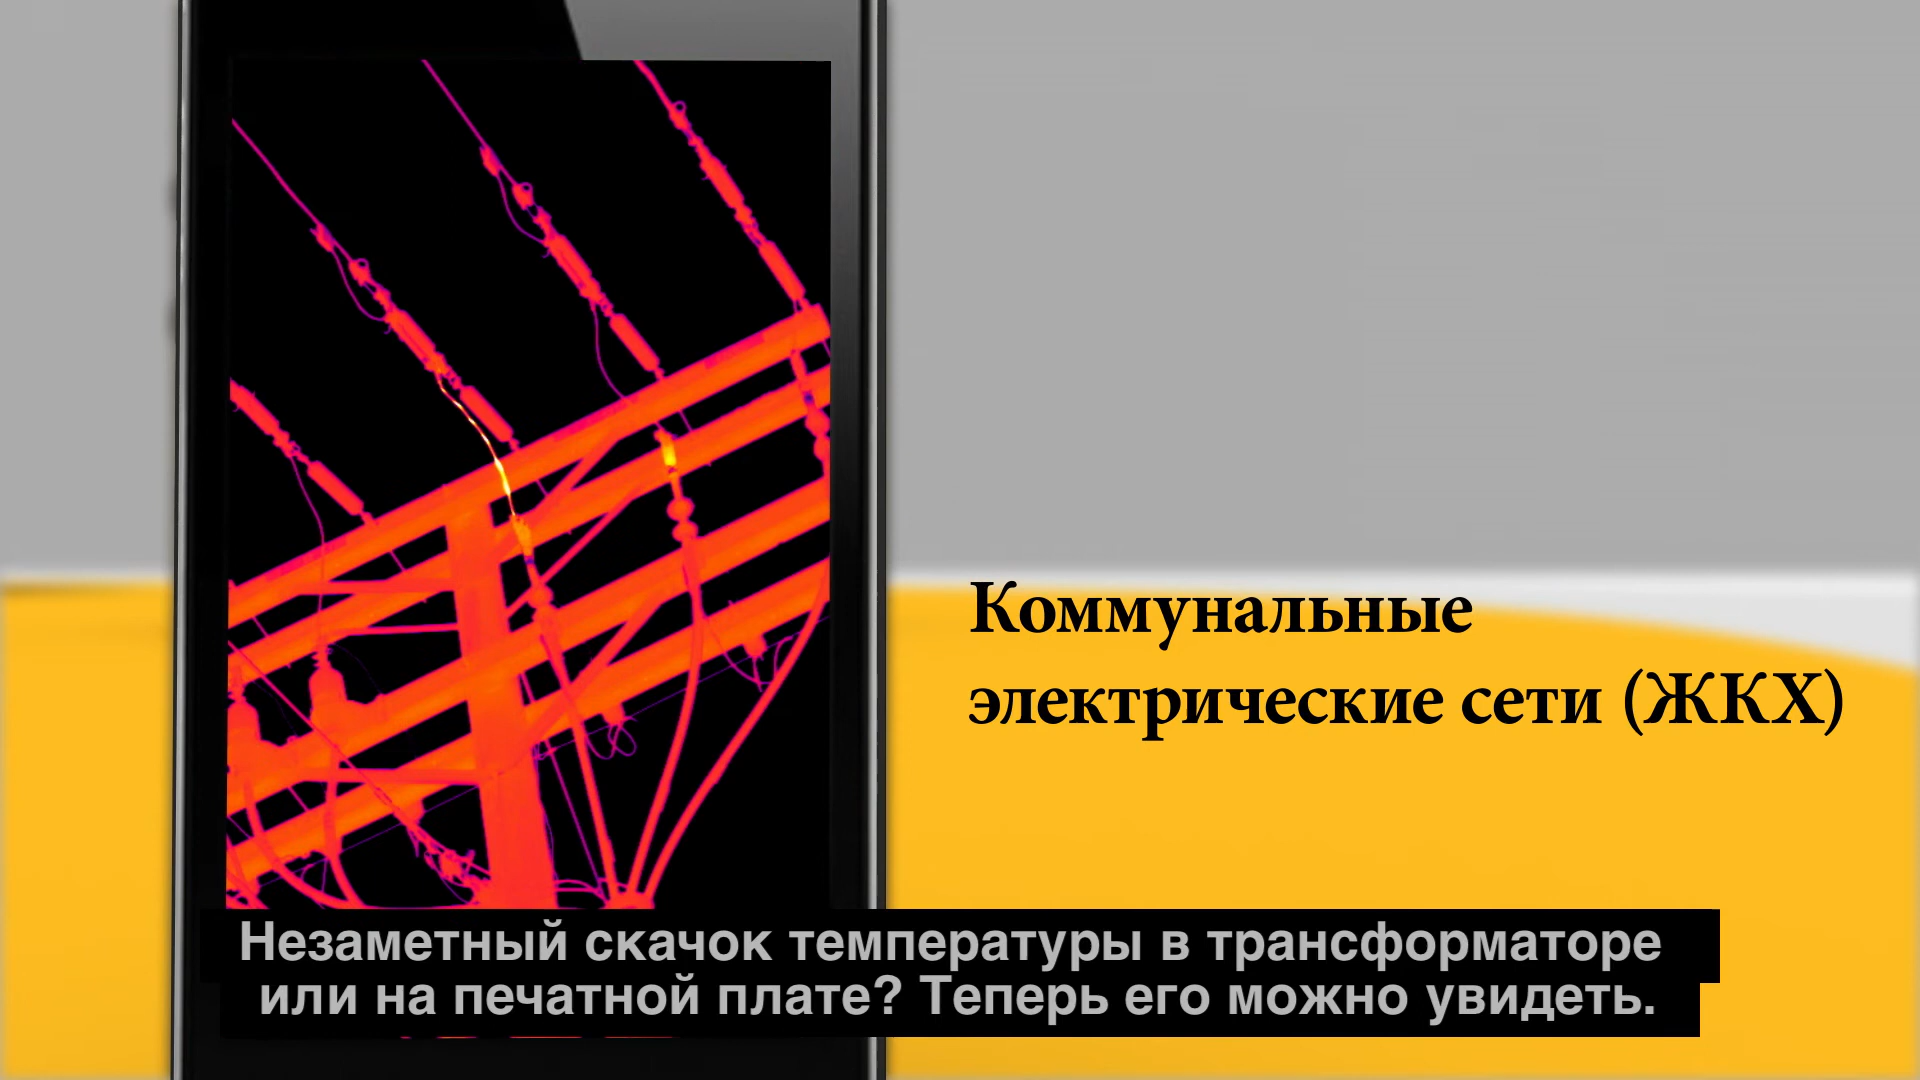 Коммунальные
электрические сети (ЖКХ)
Незаметный скачок температуры в трансформаторе
или на печатной плате? Теперь его можно увидеть.